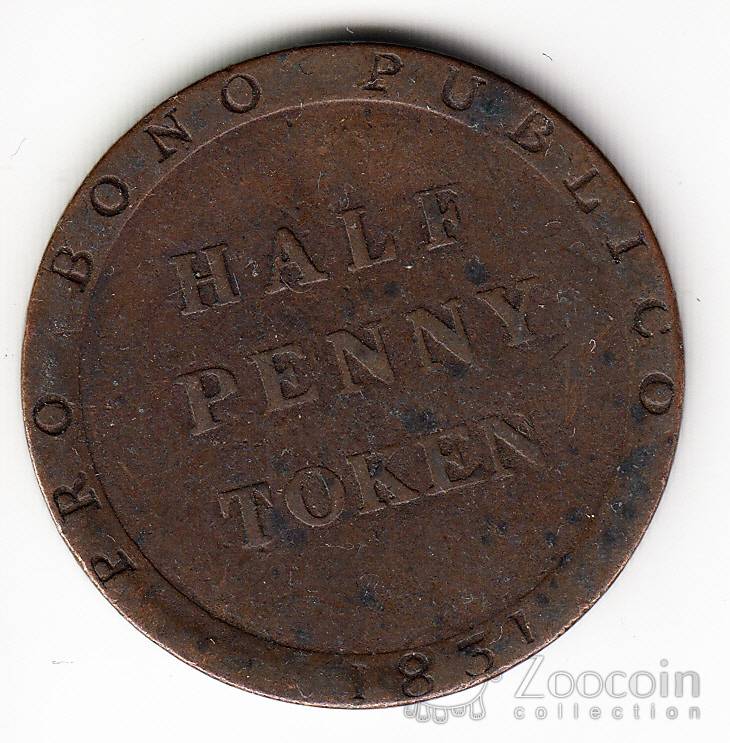 PRO BONO PUBLICO
HALF
PENNY
TOKEN
1831
Zoocoin
collection